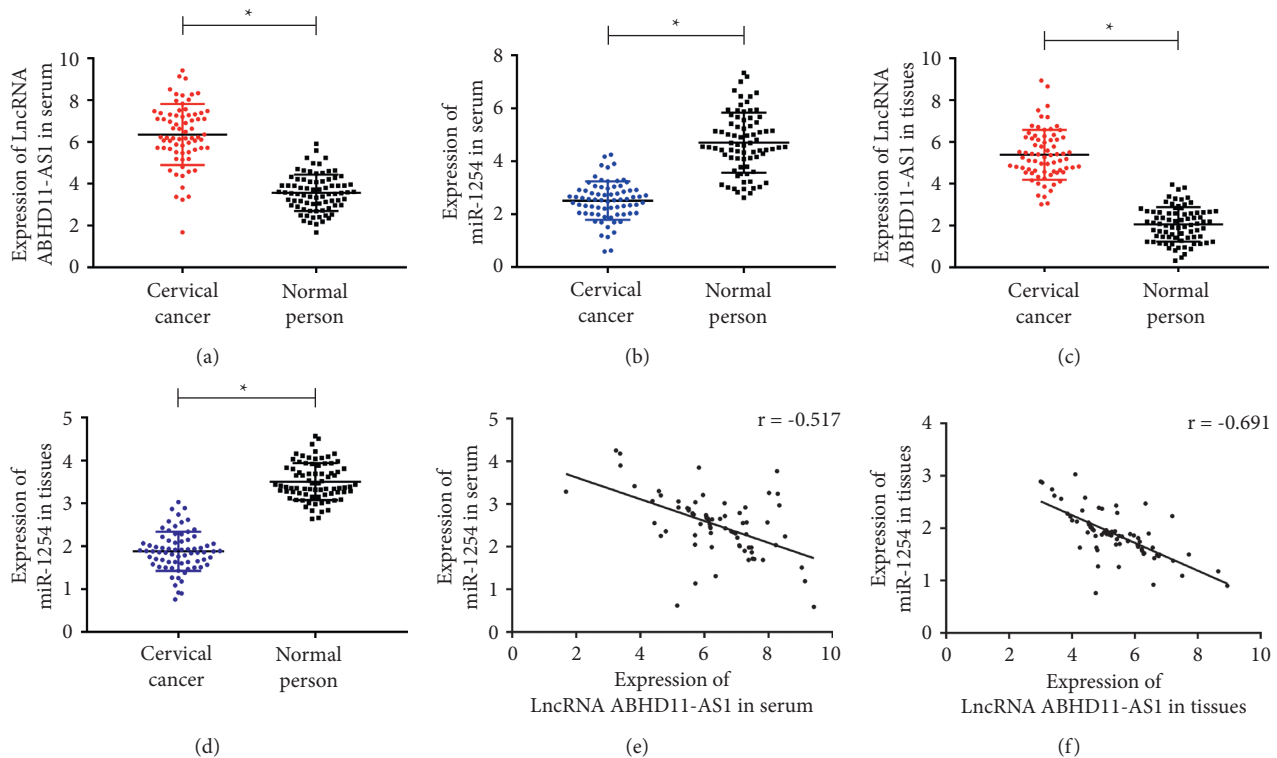 *
Expression of LncRNA
ABHD11-AS1 in serum
10
8
6
4
2
0
Cervical
cancer
Normal
person
(a)
*
Expression of
miR-1254 in serum
8
6
4
2
0
Cervical
cancer
Normal
person
(b)
*
Expression of LncRNA
ABHD11-AS1 in tissues
10
8
6
4
2
0
Cervical
cancer
Normal
person
(c)
*
Expression of
miR-1254 in tissues
5
4
3
2
1
0
Cervical
cancer
Normal
person
(d)
r = -0.517
Expression of
miR-1254 in serum
5
4
3
2
1
0
0 2 4 6 8 10
Expression of
LncRNA ABHD11-AS1 in serum
(e)
r = -0.691
Expression of
miR-1254 in tissues
4
3
2
1
0
0 2 4 6 8 10
Expression of
LncRNA ABHD11-AS1 in tissues
(f)